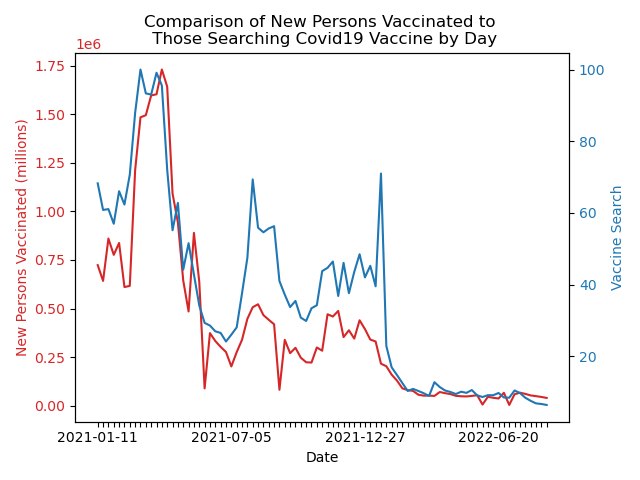 Comparison of New Persons Vaccinated to
Those Searching Covid19 Vaccine by Day
1e6
1.75
1.50
1.25
1.00
0.75
0.50
0.25
0.00
New Persons Vaccinated (millions)
100
80
60
40
20
Vaccine Search
2021-01-11
2021-07-05
2021-12-27
2022-06-20
Date